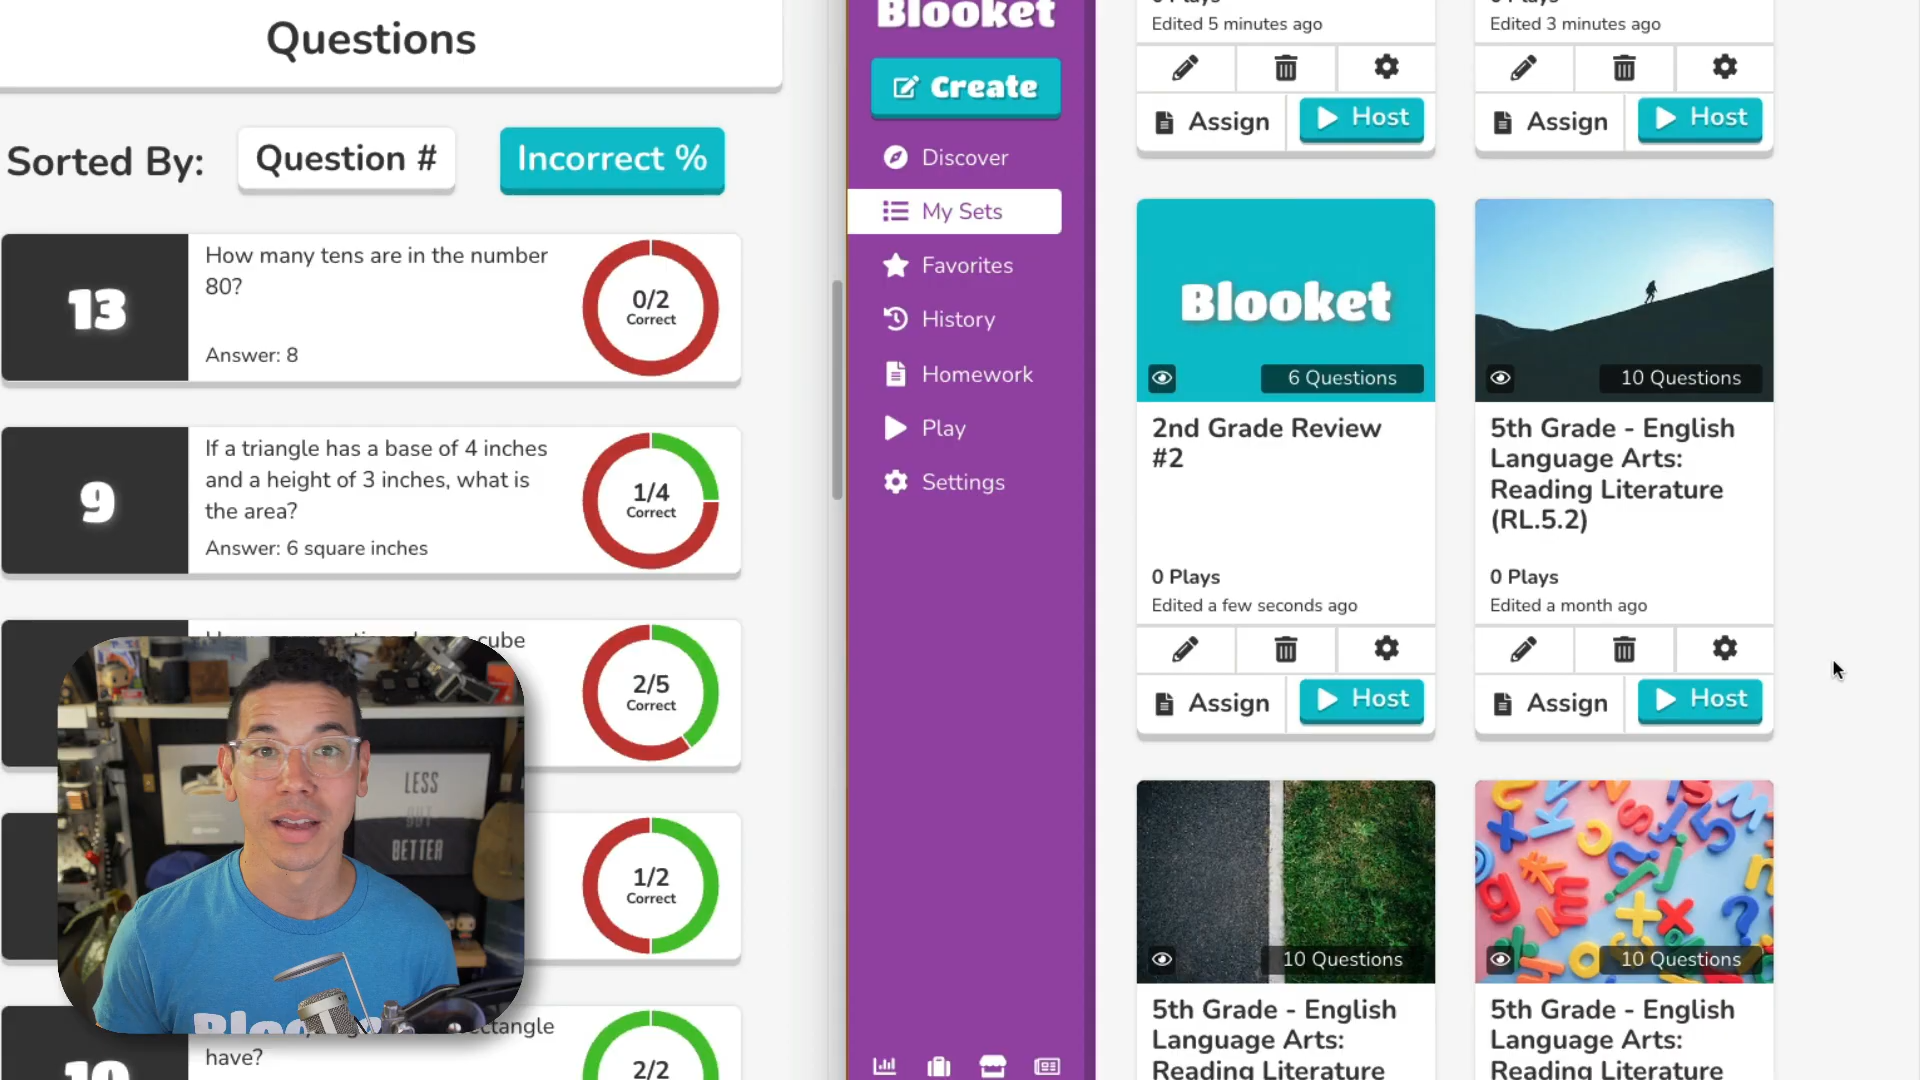 Questions
Sorted By:
Question #
Incorrect %
13
How many tens are in the number
80?
Answer: 8
0/2
Correct
9
If a triangle has a base of 4 inches
and a height of 3 inches, what is
the area?
Answer: 6 square inches
1/4
Correct
cube
2/5
Correct
1/2
Correct
10
have?
2/2
LESS
BUT
BETTER
Bloo
Blooket
Create
Discover
My Sets
Favorites
History
Homework
Play
Settings
Edited 5 minutes ago
Assign
Host
Edited 3 minutes ago
Assign
Host
Blooket
6 Questions
2nd Grade Review
#2
0 Plays
Edited a few seconds ago
Assign
Host
10 Questions
5th Grade - English
Language Arts:
Reading Literature
(RL.5.2)
0 Plays
Edited a month ago
Assign
Host
10 Questions
5th Grade - English
Language Arts:
Reading Literature
10 Questions
5th Grade - English
Language Arts:
Reading Literature